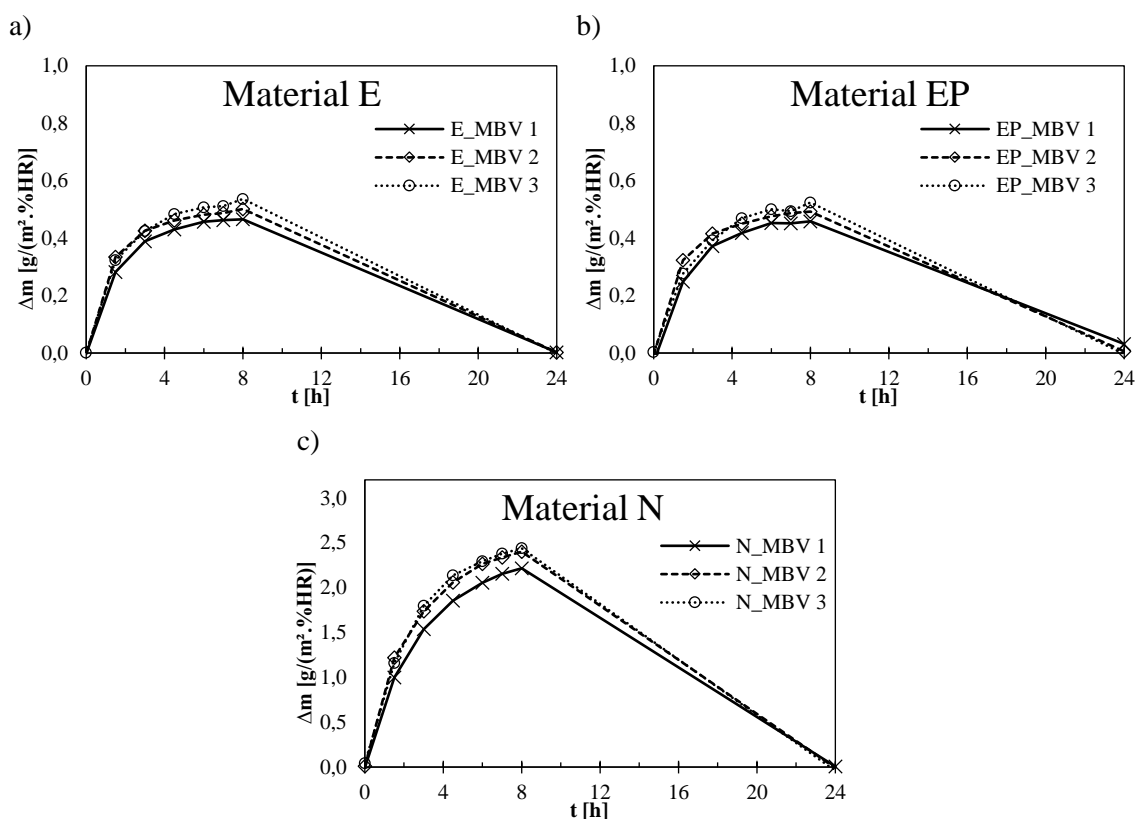 a)
Material E
E_MBV 1
E_MBV 2
E_MBV 3
Δm [g/(m².%HR)]
1,0
0,8
0,6
0,4
0,2
0,0
0 4 8 12 16 20 24
t [h]
b)
Material EP
EP_MBV 1
EP_MBV 2
EP_MBV 3
Δm [g/(m².%HR)]
1,0
0,8
0,6
0,4
0,2
0,0
0 4 8 12 16 20 24
t [h]
c)
Material N
N_MBV 1
N_MBV 2
N_MBV 3
Δm [g/(m².%HR)]
3,0
2,5
2,0
1,5
1,0
0,5
0,0
0 4 8 12 16 20 24
t [h]